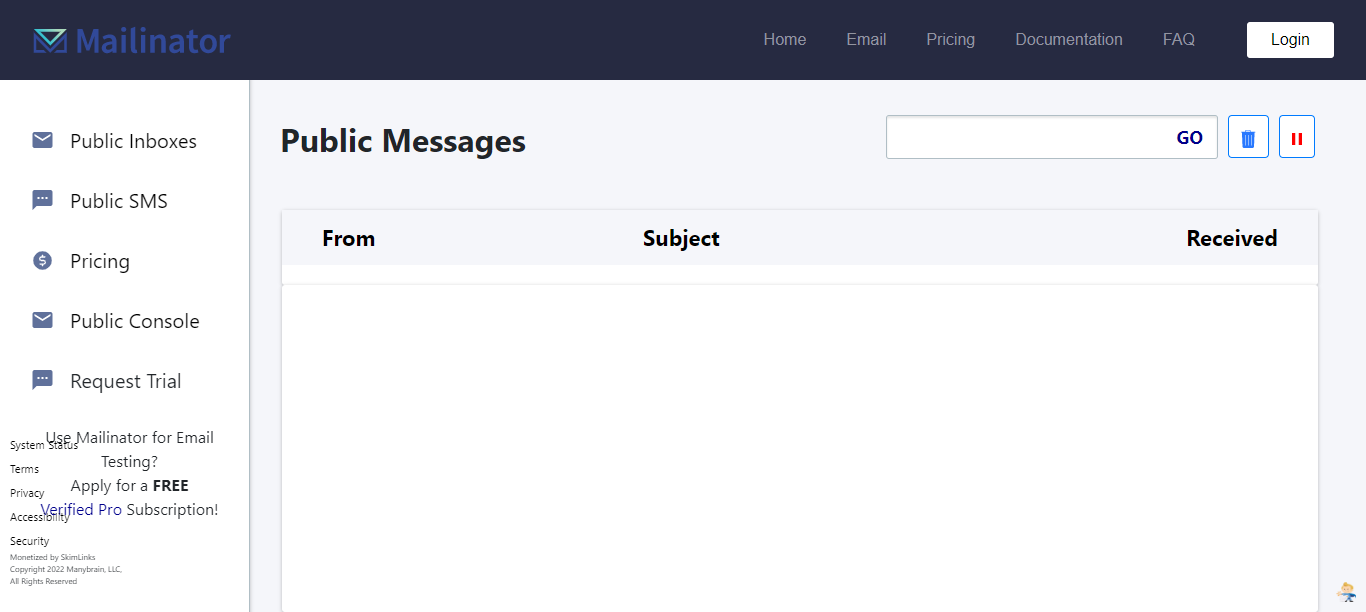 Mailinator
Home
Email
Pricing
Documentation
FAQ
Login
Public Inboxes
Public SMS
Pricing
Public Console
Request Trial
Use Mailinator for Email
Testing?
Apply for a FREE
Verified Pro Subscription!
System Status
Terms
Privacy
Accessibility
Security
Monetized by SkimLinks
Copyright 2022 Manybrain, LLC,
All Rights Reserved
Public Messages
GO
From
Subject
Received